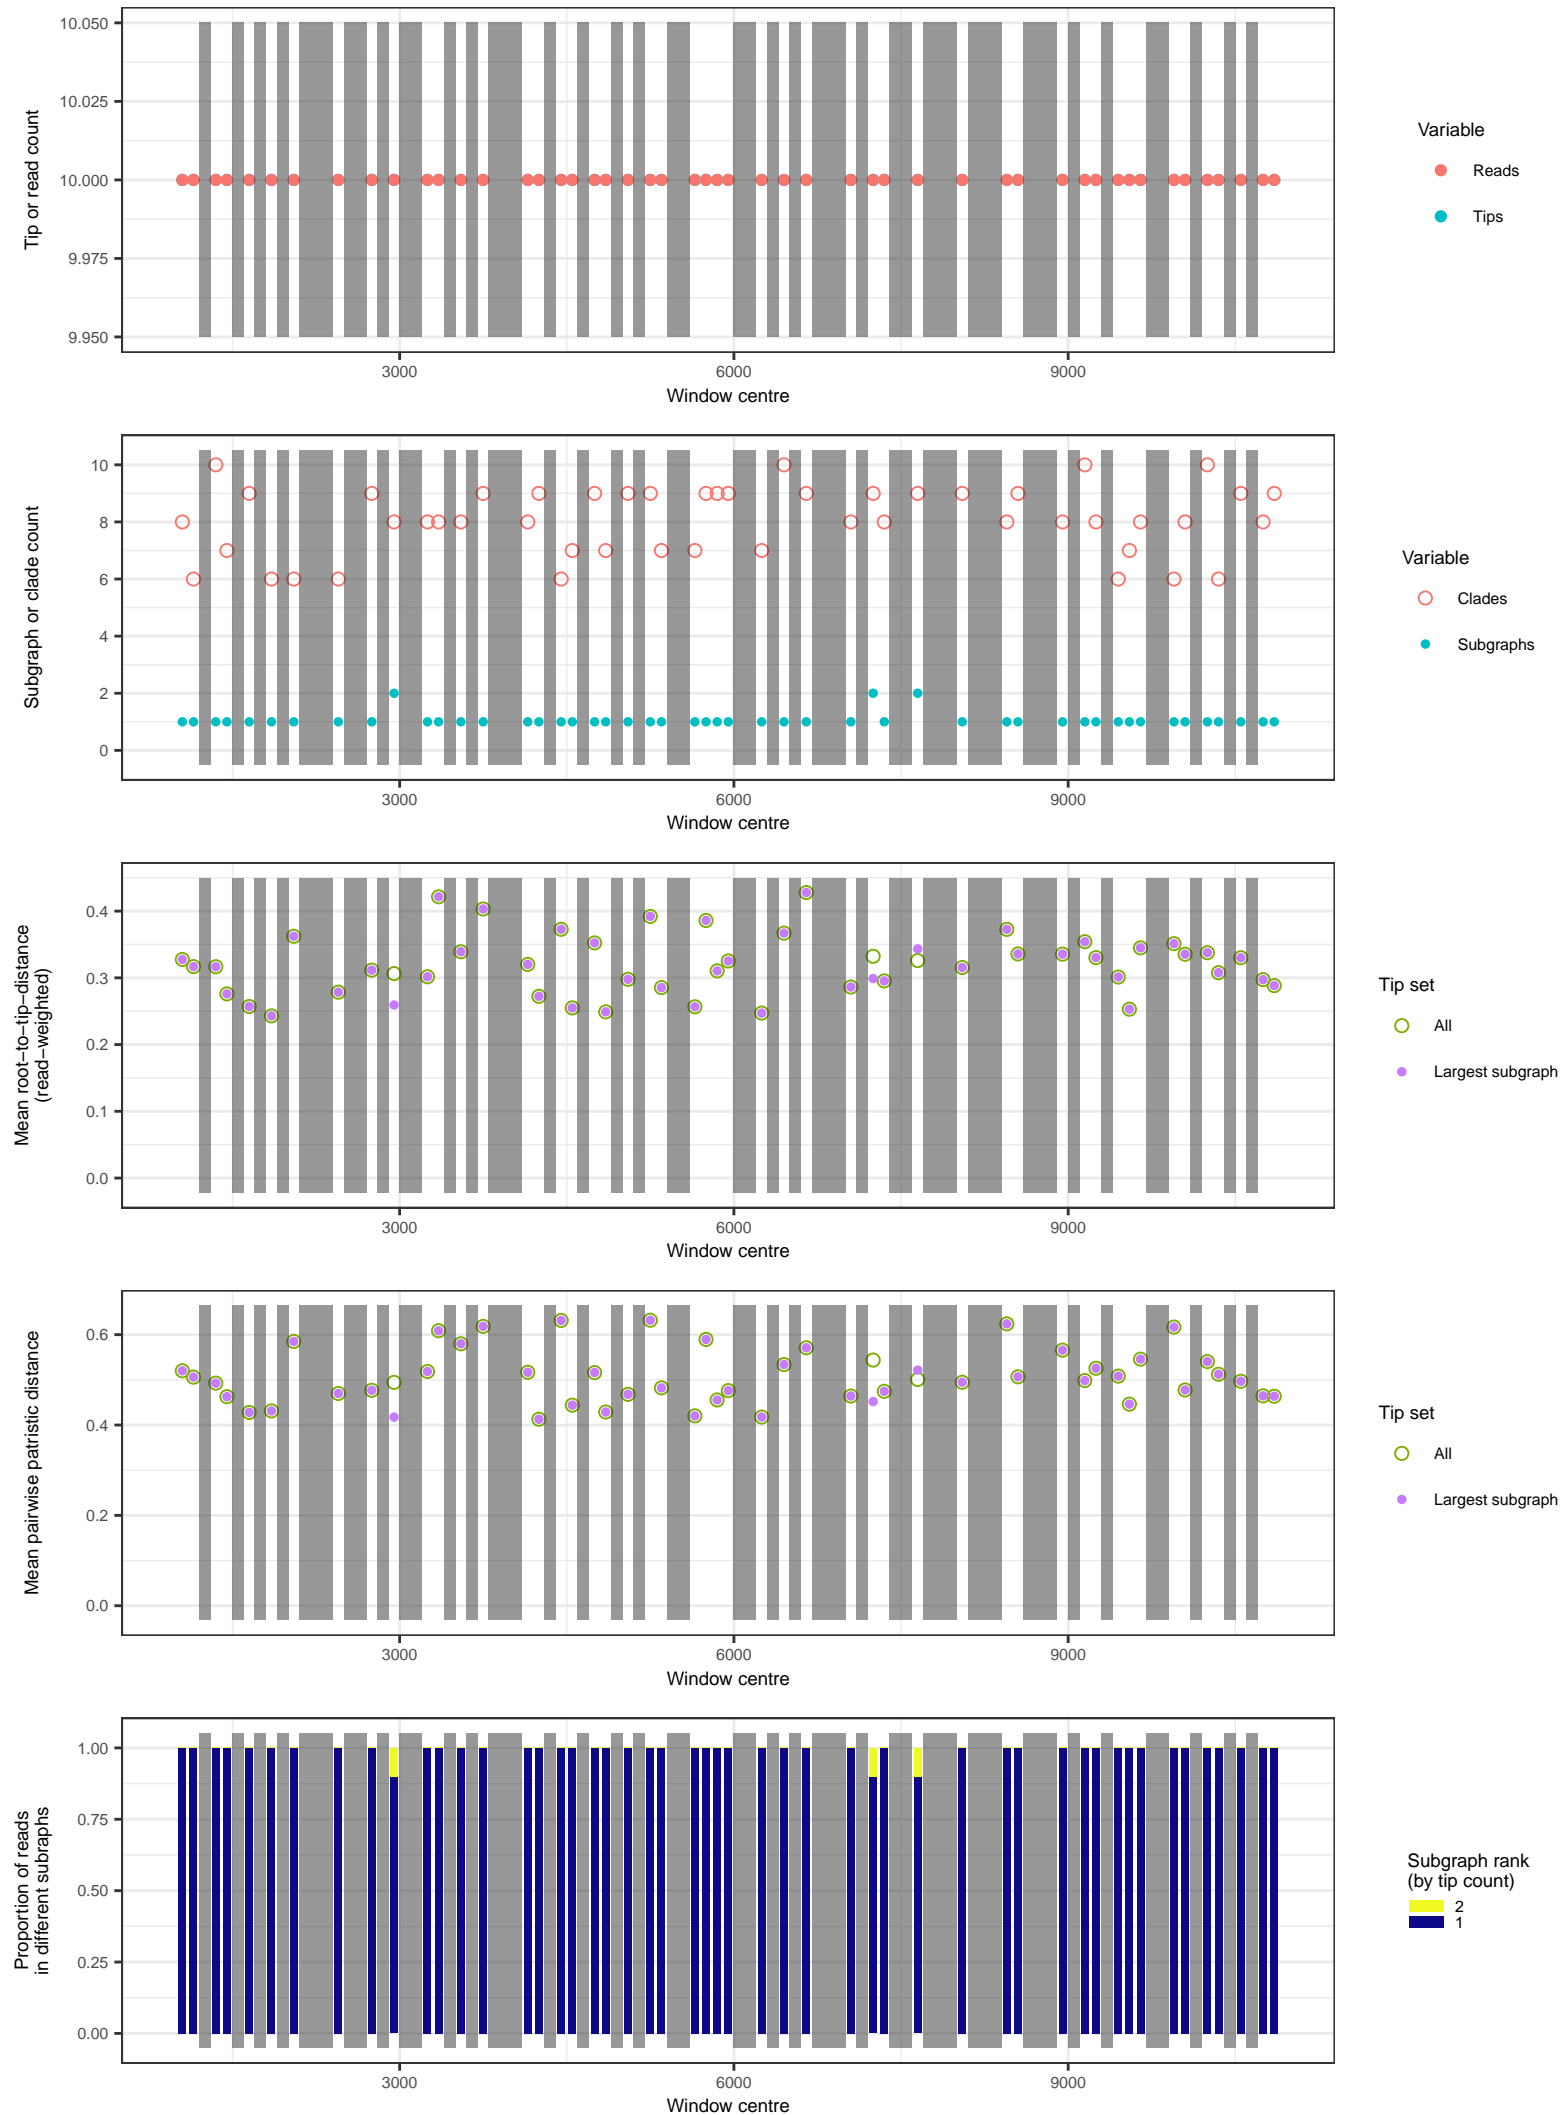 10.050
10.025
10.000
9.975
9.950
Tip or read count
3000
6000
9000
Window centre
Variable
Reads
Tips
10
8
6
4
2
0
Subgraph or clade count
3000
6000
9000
Window centre
Variable
Clades
Subgraphs
0.4
0.3
0.2
0.1
0.0
Mean root−to−tip−distance
(read−weighted)
3000
6000
9000
Window centre
Tip set
All
Largest subgraph
0.6
0.4
0.2
0.0
Mean pairwise patristic distance
3000
6000
9000
Window centre
Tip set
All
Largest subgraph
1.00
0.75
0.50
0.25
0.00
Proportion of reads
in different subraphs
3000
6000
9000
Window centre
Subgraph rank
(by tip count)
2
1